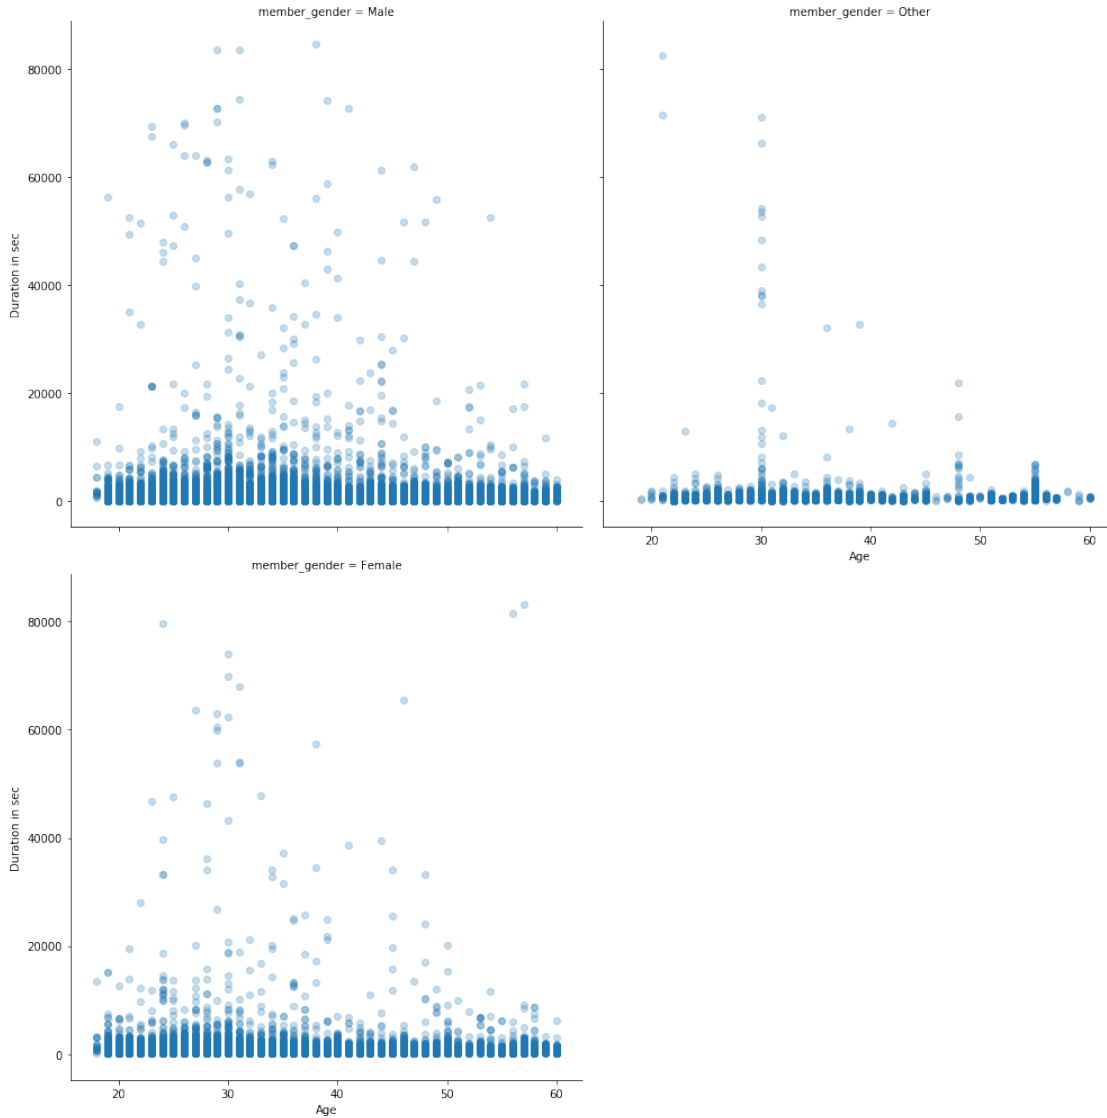 member_gender = Male
member_gender = Other
80000
60000
40000
20000
0
Duration in sec
20
30
40
50
60
Age
member_gender = Female
80000
60000
40000
20000
0
Duration in sec
20
30
40
50
60
Age